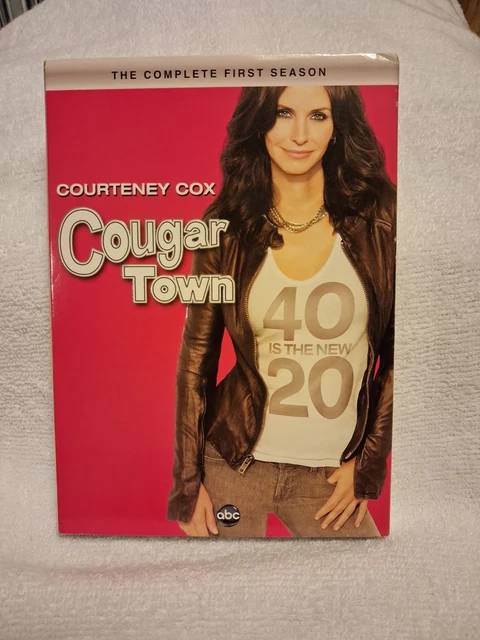 THE COMPLETE FIRST SEASON
COURTENEY COX
Cougar
Town
40
IS THE NEW
20
abc